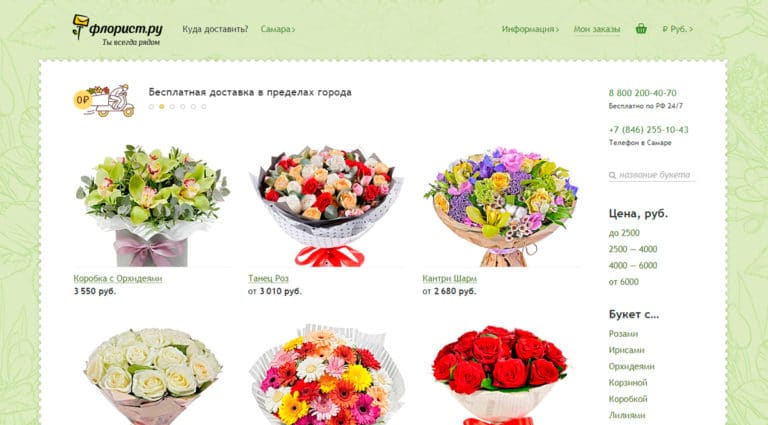 флорист.ру
Ты всегда рядом
Куда доставить? Самара ›
Информация › Мои заказы ₽ Руб. ›
0₽ Бесплатная доставка в пределах города
8 800 200-40-70
Бесплатно по РФ 24/7
+7 (846) 255-10-43
Телефон в Самаре
название букета
Коробка с Орхидеями
3 550 руб.
Танец Роз
от 3 010 руб.
Кантри Шарм
от 2 680 руб.
Цена, руб.
до 2500
2500 — 4000
4000 — 6000
от 6000
Букет с...
Розами
Ирисами
Орхидеями
Корзиной
Коробкой
Лилиями